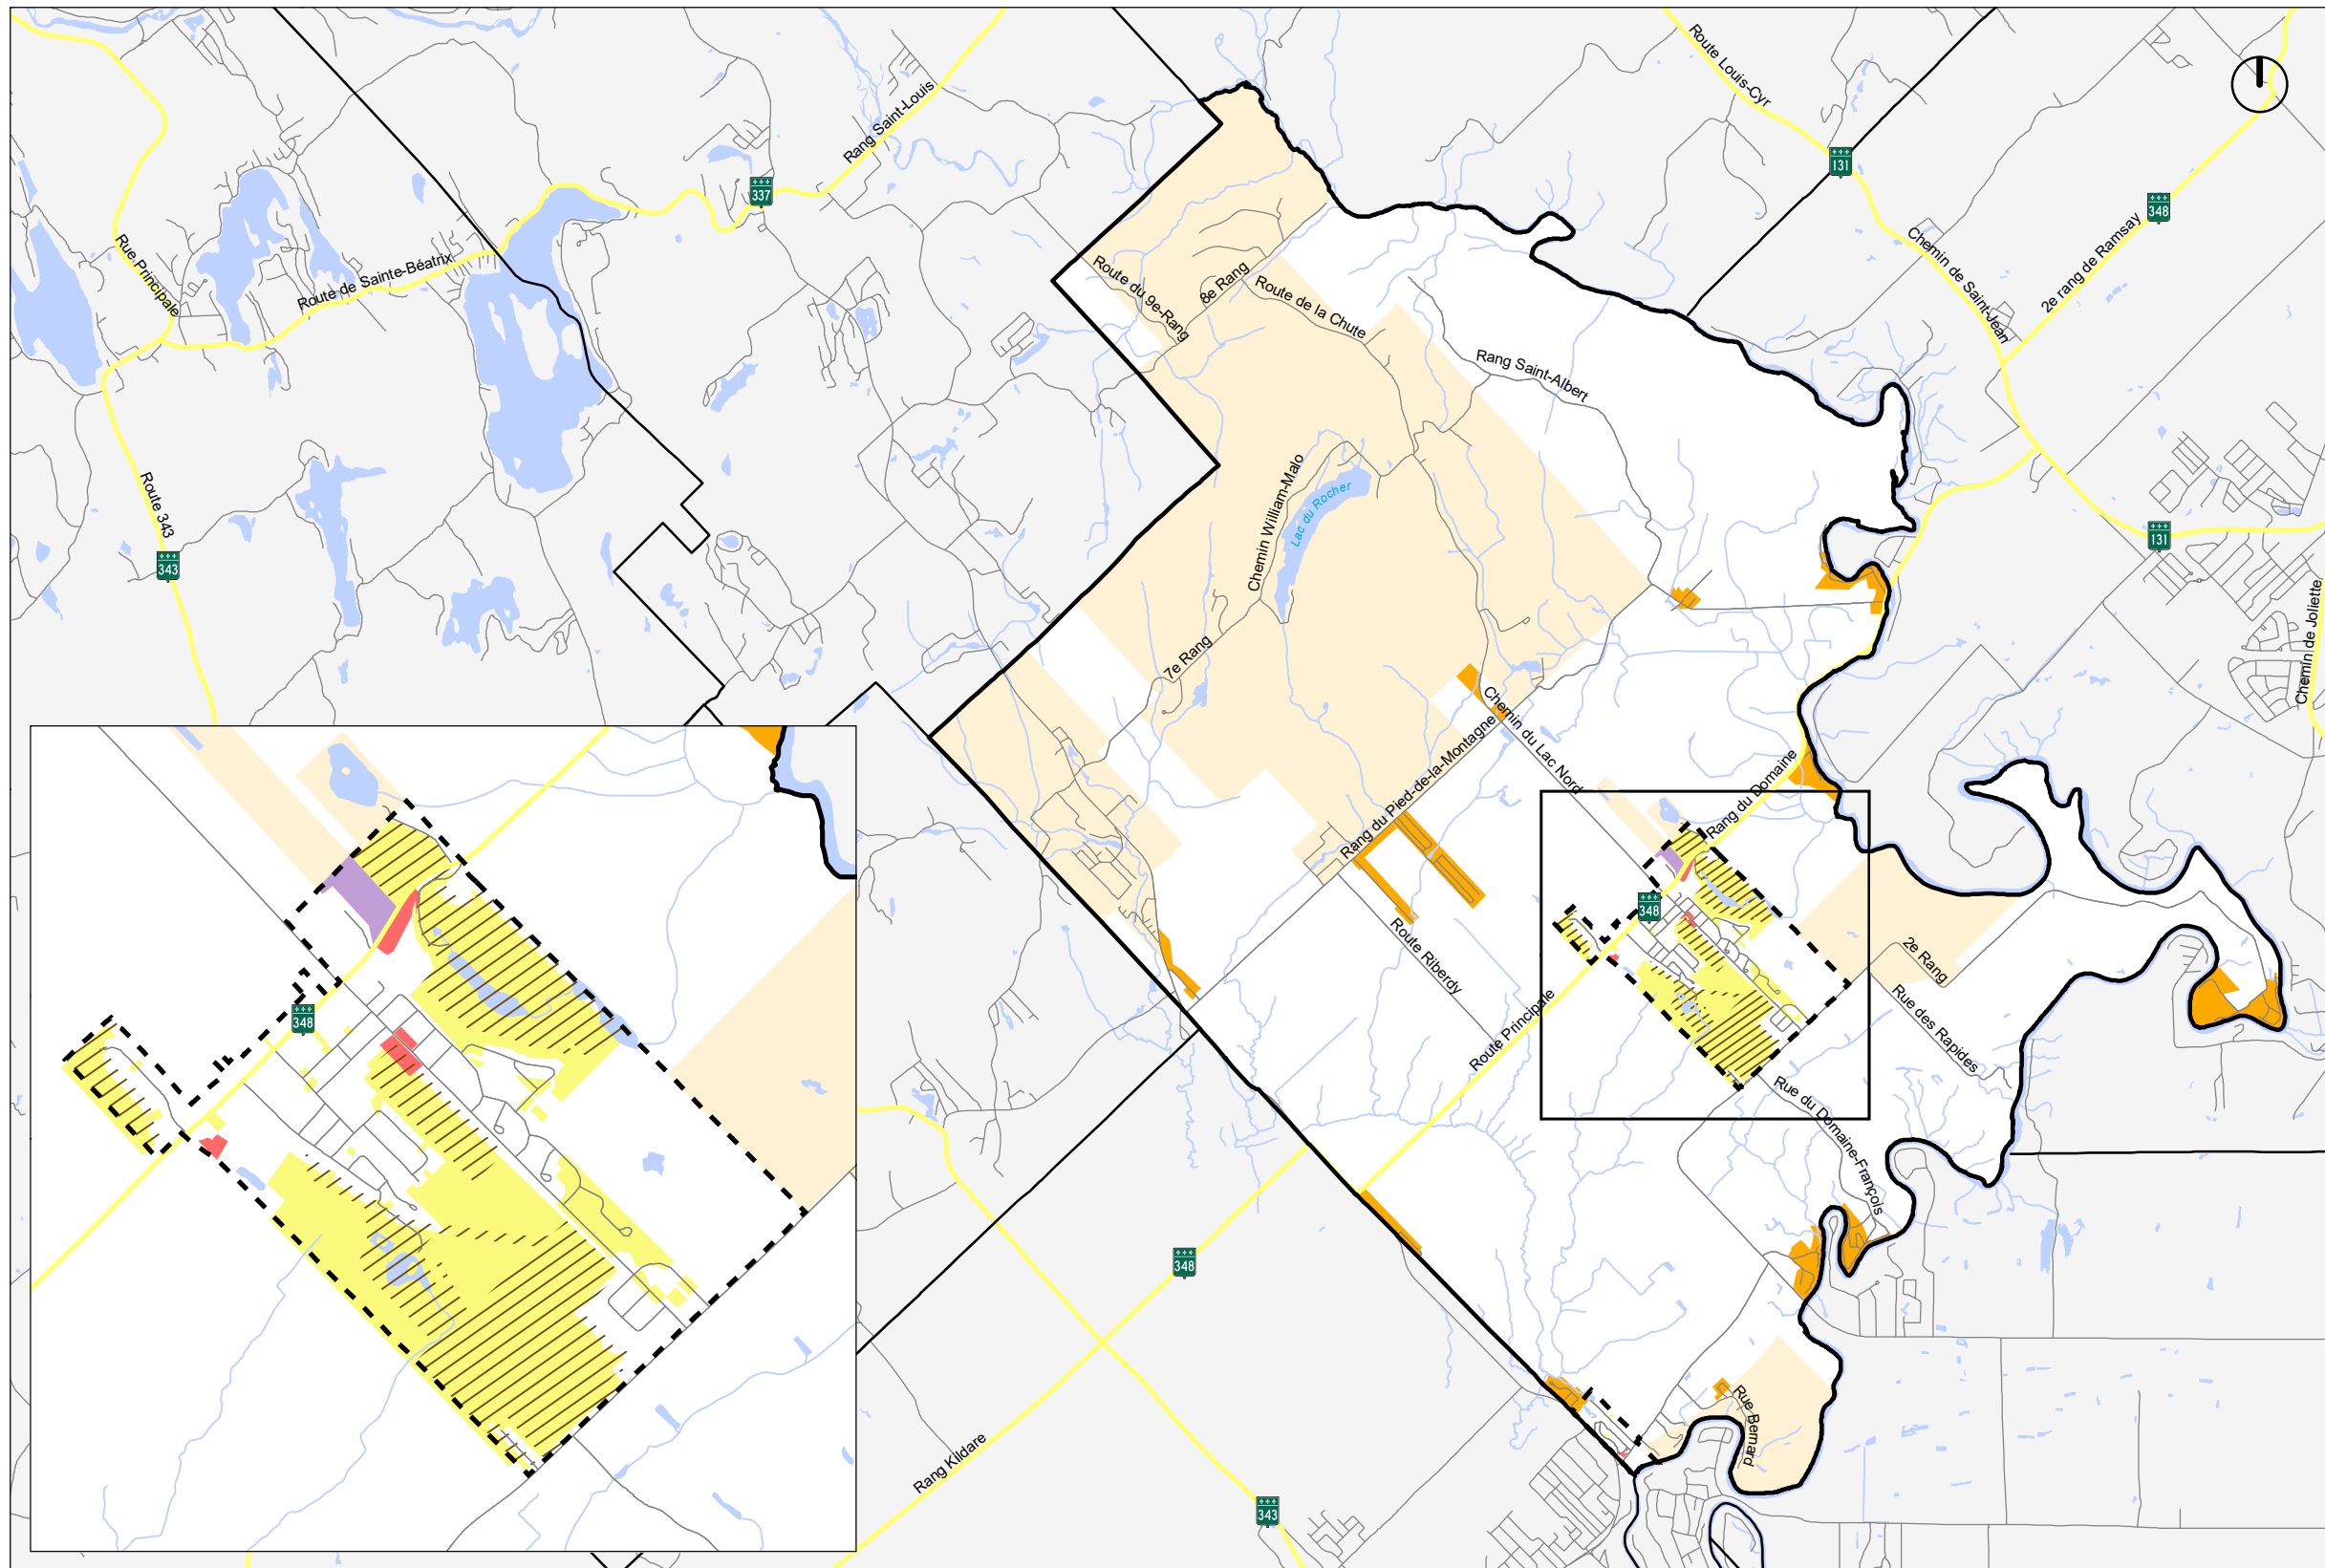 Route Louis-Cyr
Rang Saint-Louis
131
337
348
Rue Principale
Route de Sainte-Béatrix
Chemin de Saint-Jean
2e rang de Ramsay
Route du 9e-Rang
8e Rang
Route de la Chute
Rang Saint-Albert
Route 343
343
Chemin William-Malo
Lac du Rocher
131
Chemin de Joliette
7e Rang
Chemin du Lac Nord
Rang du Pied-de-la-Montagne
Rang du Domaine
348
348
Route Riberdy
2e Rang
Rue des Rapides
Route Principale
Rue du Domaine-François
348
Rue Bernard
Rang Kildare
343